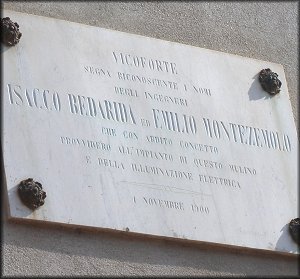 VICOFORTE
SEGNA RICONOSCENTE I NOMI
DEGLI INGEGNERI
ISACCO BEDARIDA ED EMILIO MONTEZEMOLO
CHE CON ARDITO CONCETTO
PROVVIDERO ALL'IMPIANTO DI QUESTO MULINO
E DELLA ILLUMINAZIONE ELETTRICA
1 NOVEMBRE 1900